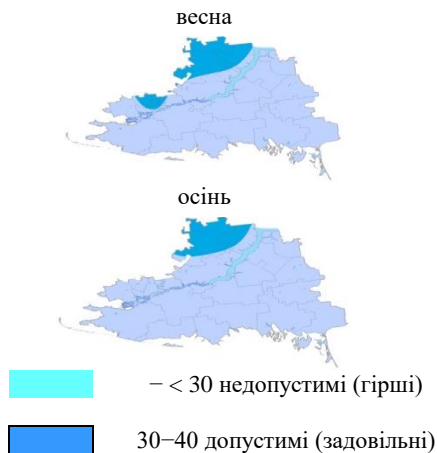 весна
осінь
− < 30 недопустимі (гірші)
30−40 допустимі (задовільні)